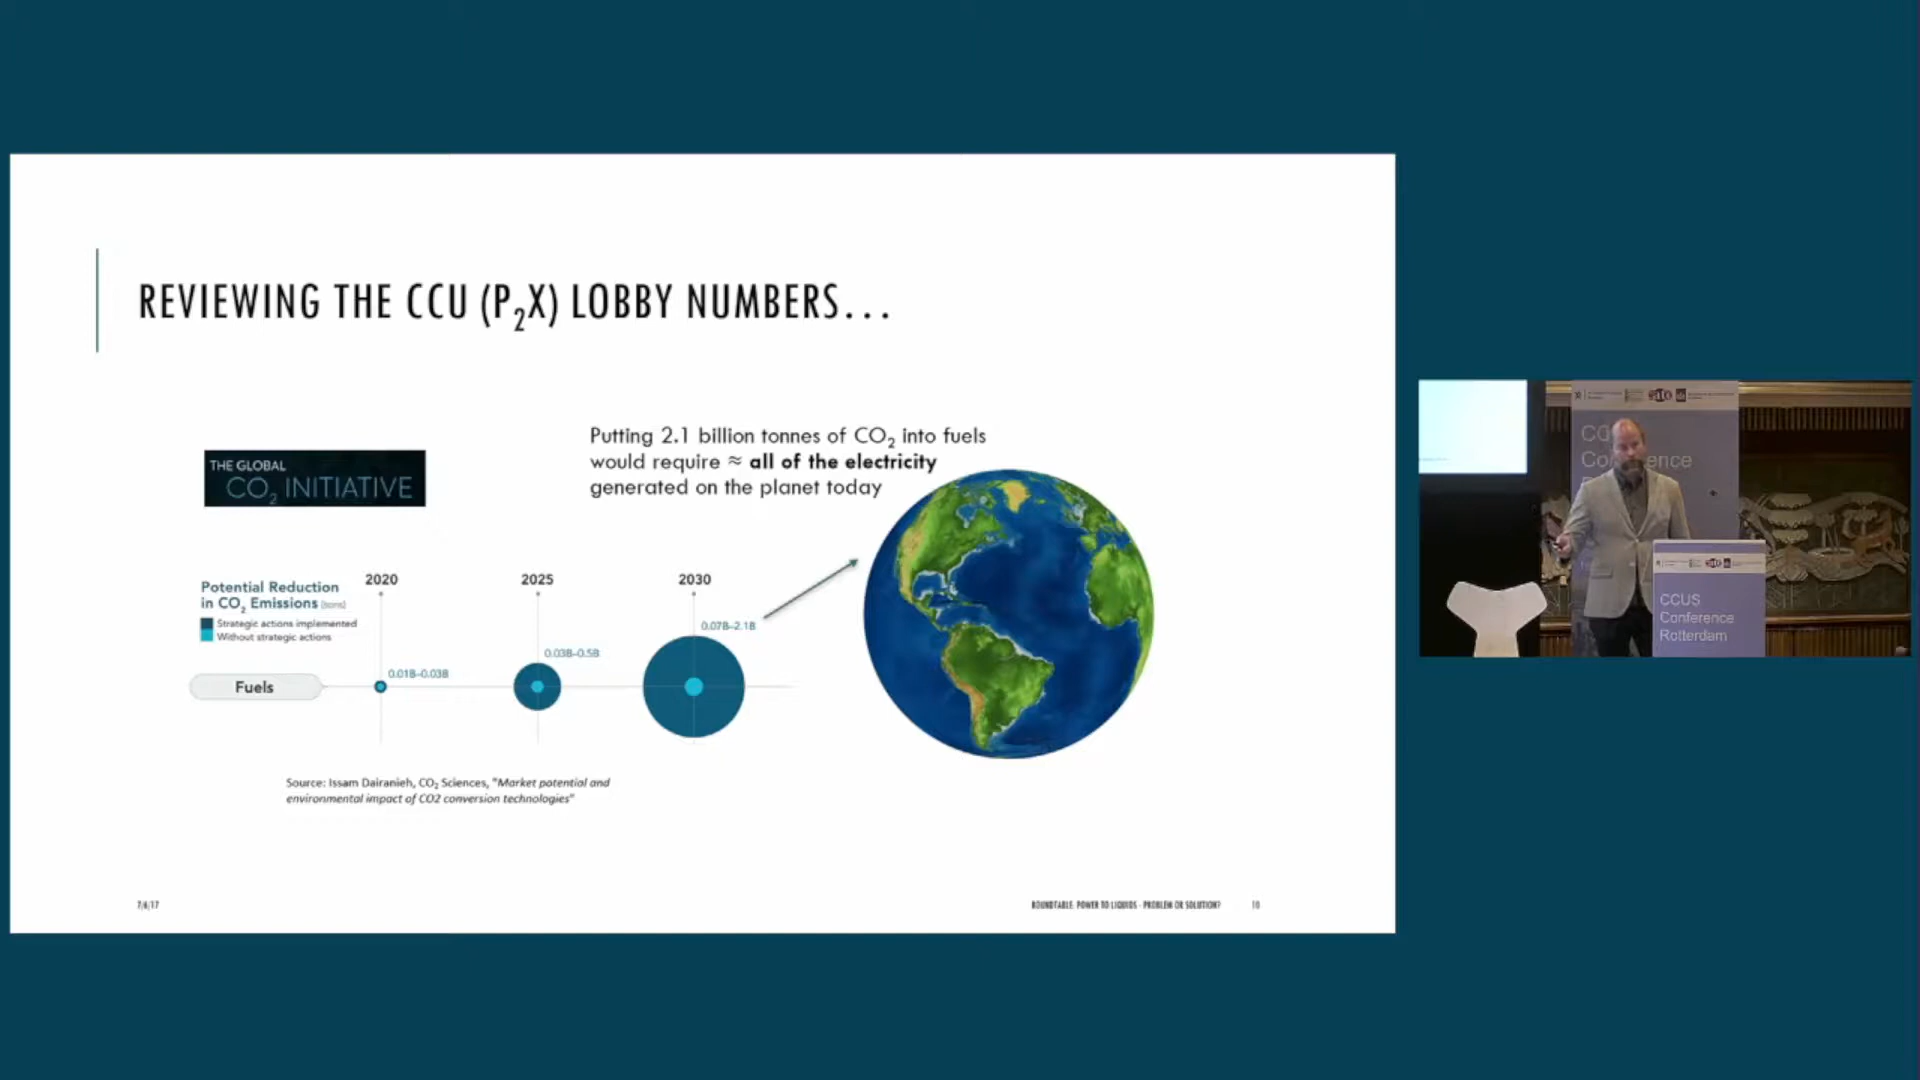 REVIEWING THE CCU (P2X) LOBBY NUMBERS...
THE GLOBAL
CO2 INITIATIVE
Putting 2.1 billion tonnes of CO2 into fuels
would require ≈ all of the electricity
generated on the planet today
Potential Reduction
in CO2 Emissions (tons)
Strategic actions implemented
Without strategic actions
2020
2025
2030
0.01B–0.03B
0.03B–0.5B
0.07B–2.1B
Fuels
Source: Issam Dairanieh, CO2 Sciences, "Market potential and
environmental impact of CO2 conversion technologies"
7/6/17
ROUNDTABLE: POWER TO LIQUIDS - PROBLEM OR SOLUTION?
10
CCUS
Conference
Rotterdam